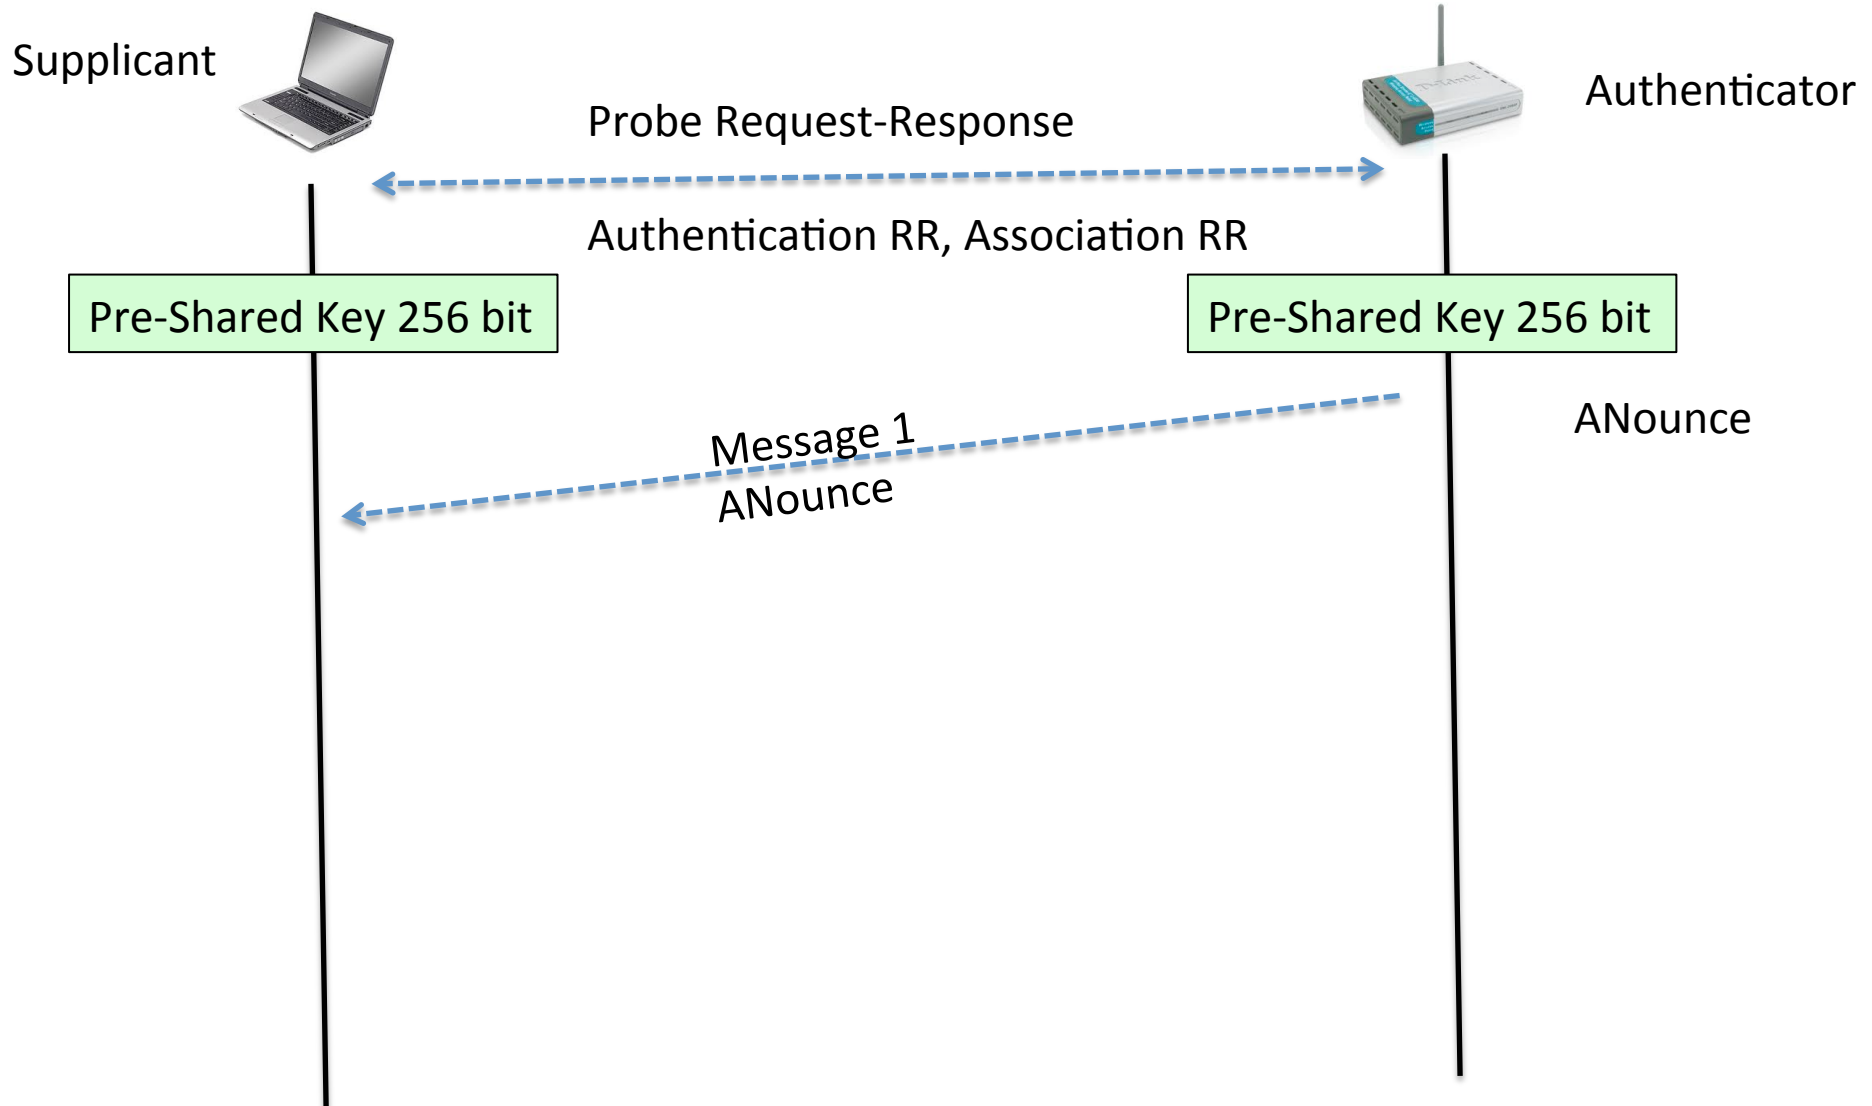 Supplicant
Authenticator
Probe Request-Response
Authentication RR, Association RR
Pre-Shared Key 256 bit
Pre-Shared Key 256 bit
ANounce
Message 1
ANounce